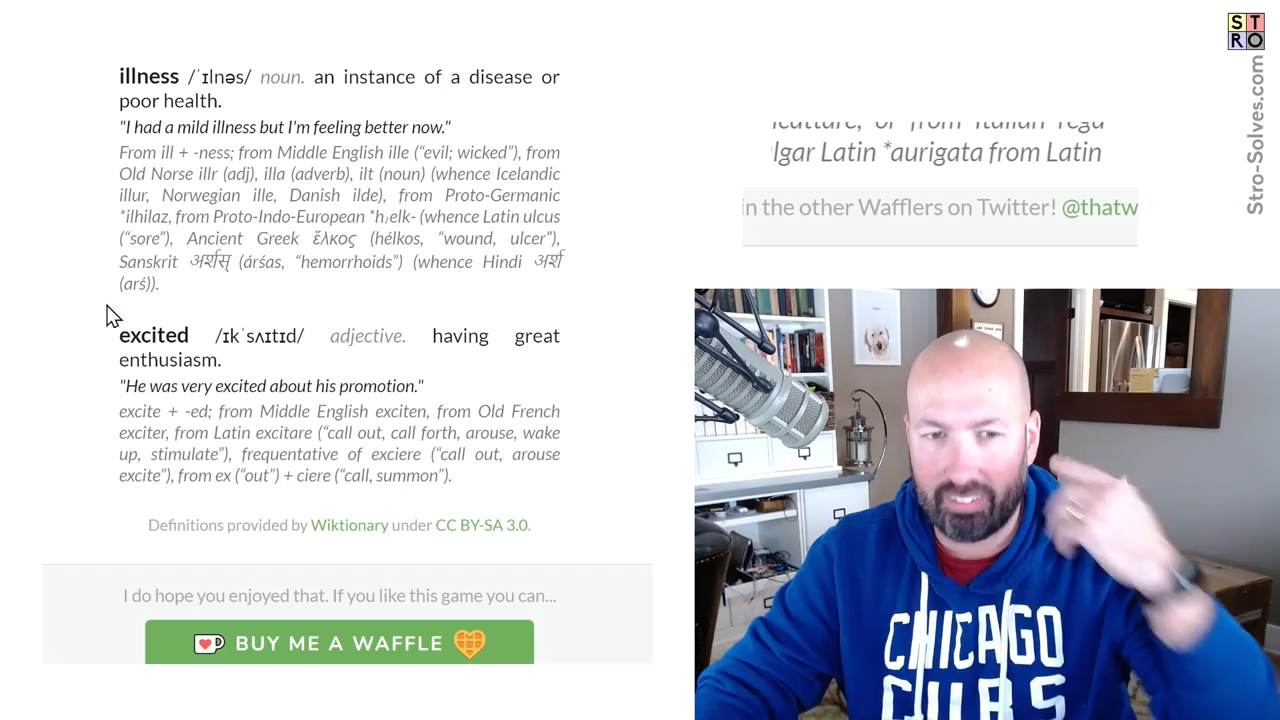 illness /ˈɪlnəs/ noun. an instance of a disease or
poor health.
"I had a mild illness but I'm feeling better now."
From ill + -ness; from Middle English ille (“evil; wicked”), from
Old Norse illr (adj), illa (adverb), ilt (noun) (whence Icelandic
illur, Norwegian ille, Danish ilde), from Proto-Germanic
*ilhilaz, from Proto-Indo-European *h₁elk- (whence Latin ulcus
(“sore”), Ancient Greek ἕλκος (hélkos, “wound, ulcer”),
Sanskrit अर्शस् (árśas, “hemorrhoids”) (whence Hindi अर्श
(arś)).
excited /ɪkˈsʌɪtɪd/ adjective. having great
enthusiasm.
"He was very excited about his promotion."
excite + -ed; from Middle English exciten, from Old French
exciter, from Latin excitare (“call out, call forth, arouse, wake
up, stimulate”), frequentative of exciere (“call out, arouse
excite”), from ex (“out”) + ciere (“call, summon”).
Definitions provided by Wiktionary under CC BY-SA 3.0.
I do hope you enjoyed that. If you like this game you can...
BUY ME A WAFFLE
or from Italian
lgar Latin *aurigata from Latin
in the other Wafflers on Twitter! @thatw
ST
RO
Stro-Solves.com
CHICAGO
CUBS